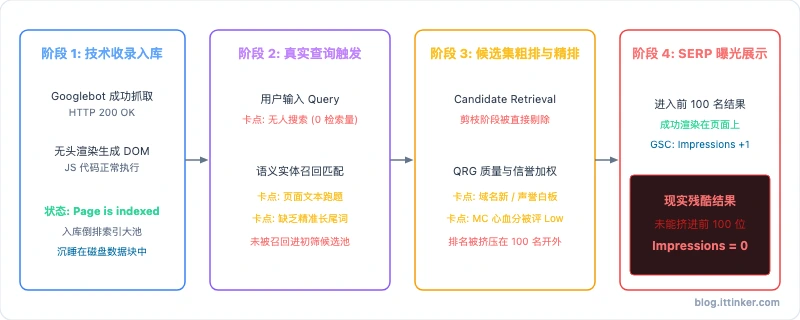 阶段 1: 技术收录入库
Googlebot 成功抓取
HTTP 200 OK
无头渲染生成 DOM
JS 代码正常执行
状态: Page is indexed
入库倒排索引大池
沉睡在磁盘数据块中
阶段 2: 真实查询触发
用户输入 Query
卡点: 无人搜索 (0 检索量)
语义实体召回匹配
卡点: 页面文本跑题
卡点: 缺乏精准长尾词
未被召回进初筛候选池
阶段 3: 候选集粗排与精排
Candidate Retrieval
剪枝阶段被直接剔除
QRG 质量与信誉加权
卡点: 域名新 / 声誉白板
卡点: MC 心血分被评 Low
排名被挤压在 100 名开外
阶段 4: SERP 曝光展示
进入前 100 名结果
成功渲染在页面上
GSC: Impressions +1
现实残酷结果
未能挤进前 100 位
Impressions = 0
blog.ittinker.com